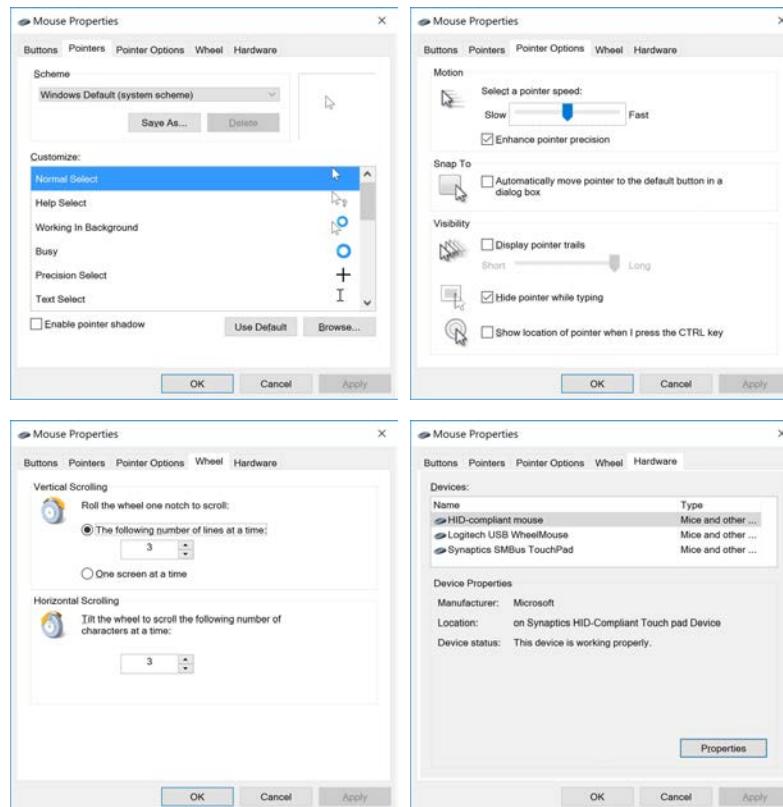 Mouse Properties
Buttons Pointers Pointer Options Wheel Hardware
Scheme
Windows Default (system scheme)
Save As... Delete
Customize:
Normal Select
Help Select
Working In Background
Busy
Precision Select
Text Select
Enable pointer shadow
Use Default Browse...
OK Cancel Apply
Mouse Properties
Buttons Pointers Pointer Options Wheel Hardware
Motion
Select a pointer speed:
Slow Fast
Enhance pointer precision
Snap To
Automatically move pointer to the default button in a
dialog box
Visibility
Display pointer trails
Short Long
Hide pointer while typing
Show location of pointer when I press the CTRL key
OK Cancel Apply
Mouse Properties
Buttons Pointers Pointer Options Wheel Hardware
Vertical Scrolling
Roll the wheel one notch to scroll:
The following number of lines at a time:
3
One screen at a time
Horizontal Scrolling
Tilt the wheel to scroll the following number of
characters at a time:
3
OK Cancel Apply
Mouse Properties
Buttons Pointers Pointer Options Wheel Hardware
Devices:
Name Type
HID-compliant mouse Mice and other ...
Logitech USB WheelMouse Mice and other ...
Synaptics SMBus TouchPad Mice and other ...
Device Properties
Manufacturer: Microsoft
Location: on Synaptics HID-Compliant Touch pad Device
Device status: This device is working properly.
Properties
OK Cancel Apply